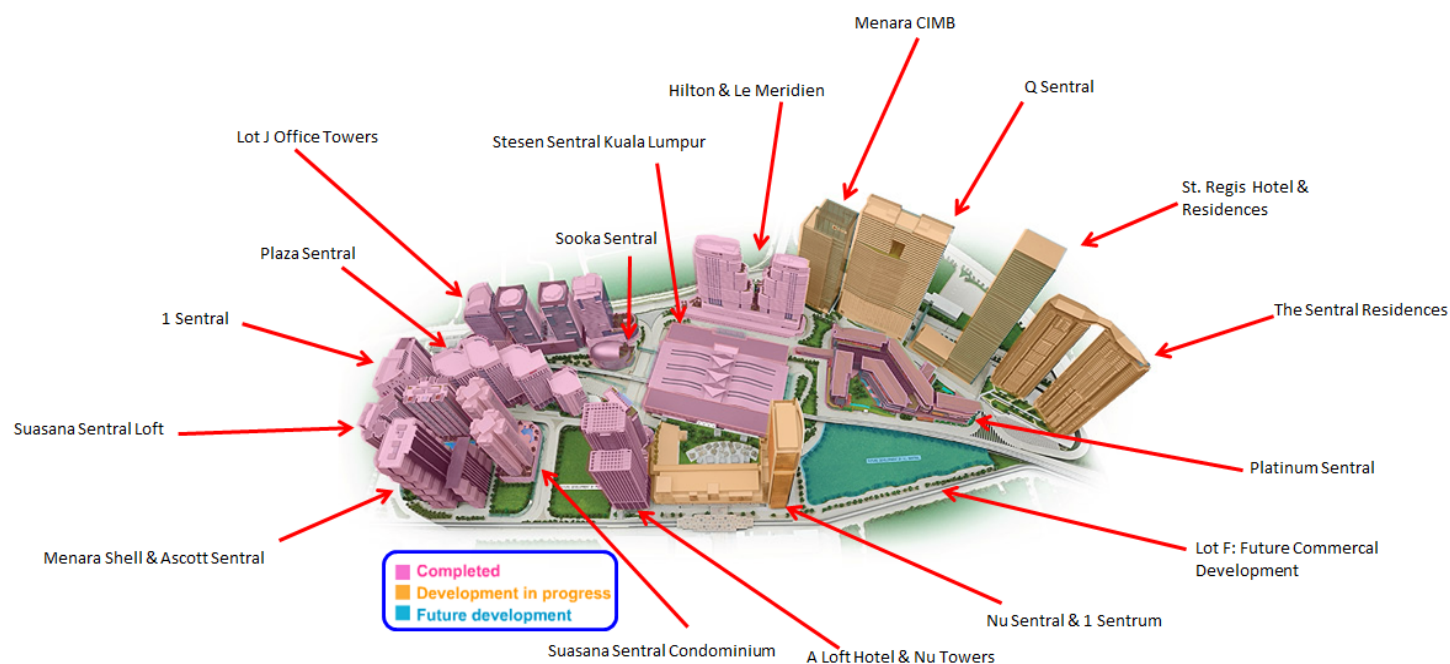 Menara CIMB
Hilton & Le Meridien
Q Sentral
Lot J Office Towers
Stesen Sentral Kuala Lumpur
St. Regis Hotel &
Residences
Plaza Sentral
Sooka Sentral
1 Sentral
The Sentral Residences
Suasana Sentral Loft
Platinum Sentral
Menara Shell & Ascott Sentral
Lot F: Future Commercal
Development
Completed
Development in progress
Future development
Nu Sentral & 1 Sentrum
Suasana Sentral Condominium
A Loft Hotel & Nu Towers